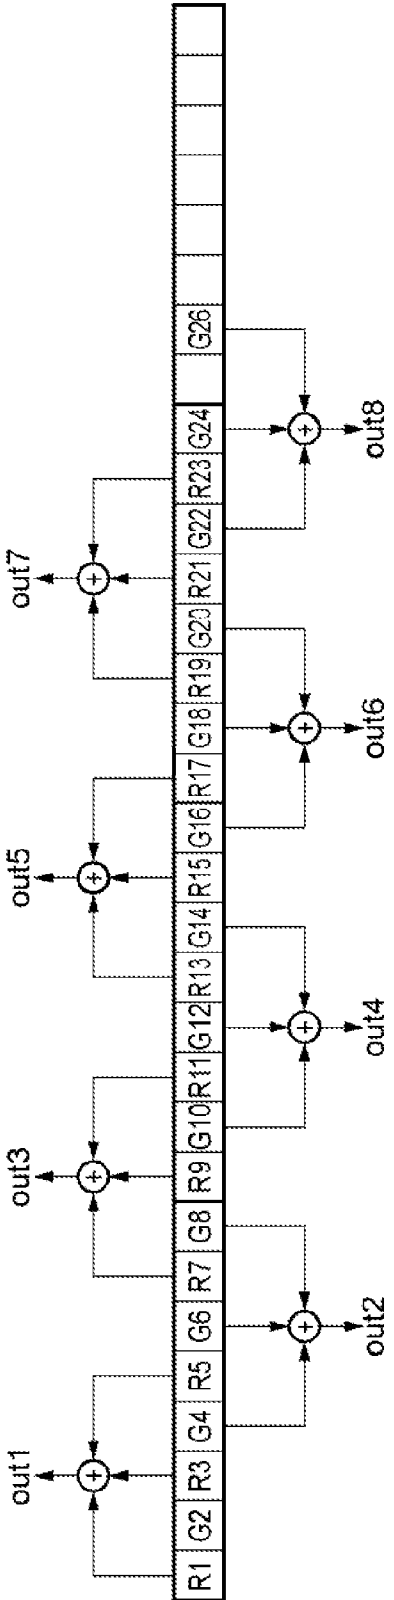 out1 out3 out5 out7
+ + + +
R1 G2 R3 G4 R5 G6 R7 G8 R9 G10 R11 G12 R13 G14 R15 G16 R17 G18 R19 G20 R21 G22 R23 G24 G26
+ + + +
out2 out4 out6 out8